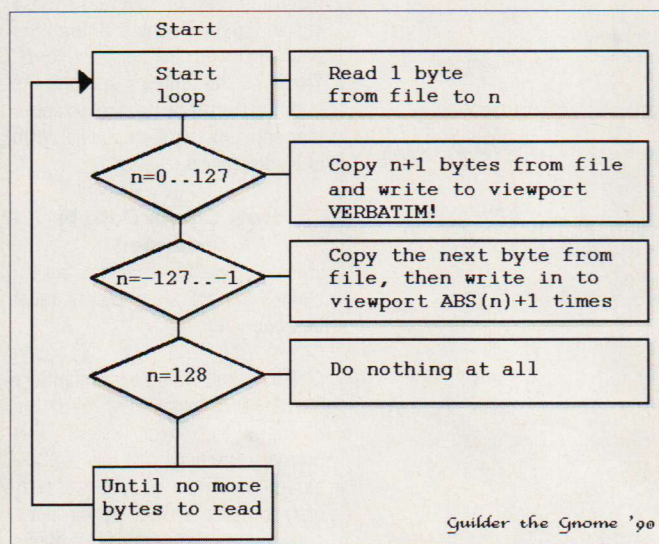 Start
Start
loop
Read 1 byte
from file to n
n=0..127
Copy n+1 bytes from file
and write to viewport
VERBATIM!
n=-127..-1
Copy the next byte from
file, then write in to
viewport ABS(n)+1 times
n=128
Do nothing at all
Until no more
bytes to read
Guilder the Gnome '90